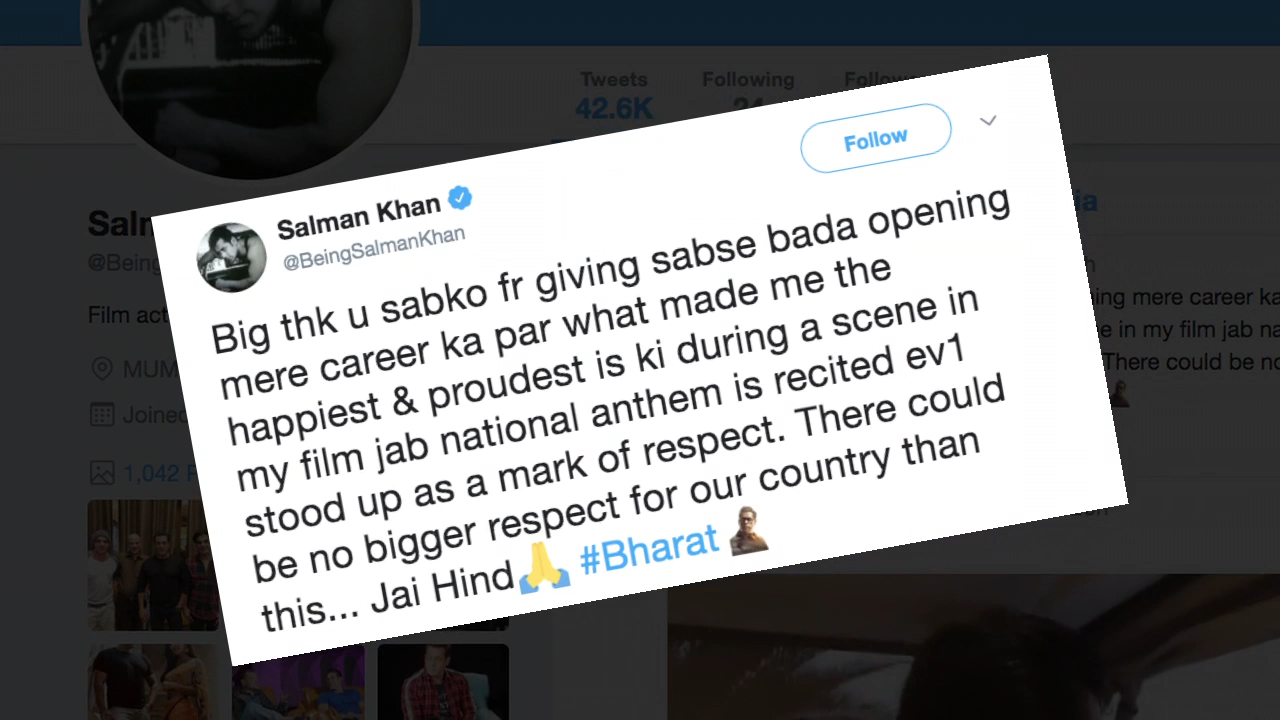 Tweets
Following
42.6K
Follow
Salman Khan
@BeingSalmanKhan
Big thk u sabko fr giving sabse bada opening
mere career ka par what made me the
happiest & proudest is ki during a scene in
my film jab national anthem is recited ev1
stood up as a mark of respect. There could
be no bigger respect for our country than
this... Jai Hind🙏 #Bharat
@Being
Film act
Joined
1,042
mere career ka
in my film jab na
There could be no